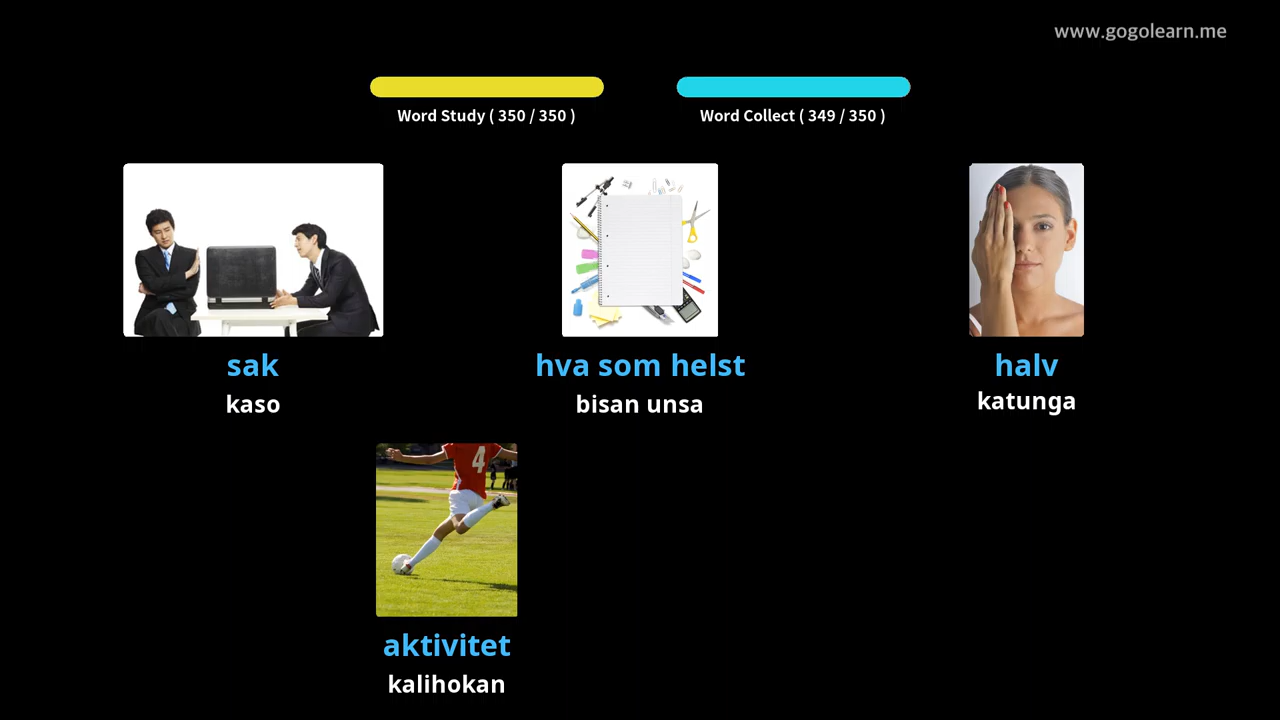 www.gogolearn.me
Word Study ( 350 / 350 )
Word Collect ( 349 / 350 )
sak
kaso
hva som helst
bisan unsa
halv
katunga
4
aktivitet
kalihokan